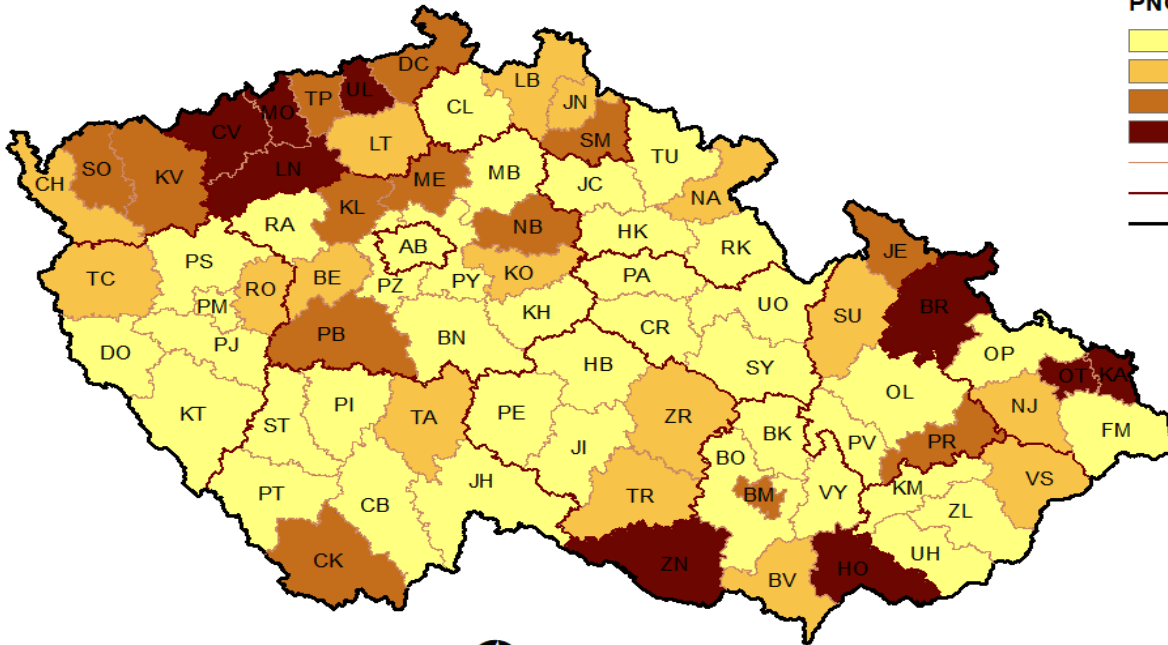 PN
DC
UL
TP
LB
MO
JN
CL
CV
LT
SM
TU
LN
SO
KV
ME
MB
CH
JC
NA
KL
RA
NB
HK
AB
RK
JE
PS
BE
KO
PA
TC
RO
PZ
PY
BR
PM
UO
SU
KH
PB
CR
DO
PJ
BN
OP
HB
SY
OT
KA
OL
KT
PI
PE
ZR
NJ
ST
TA
BK
FM
JI
PV
PR
BO
VS
PT
JH
TR
BM
VY
KM
CB
ZL
UH
CK
ZN
HO
BV